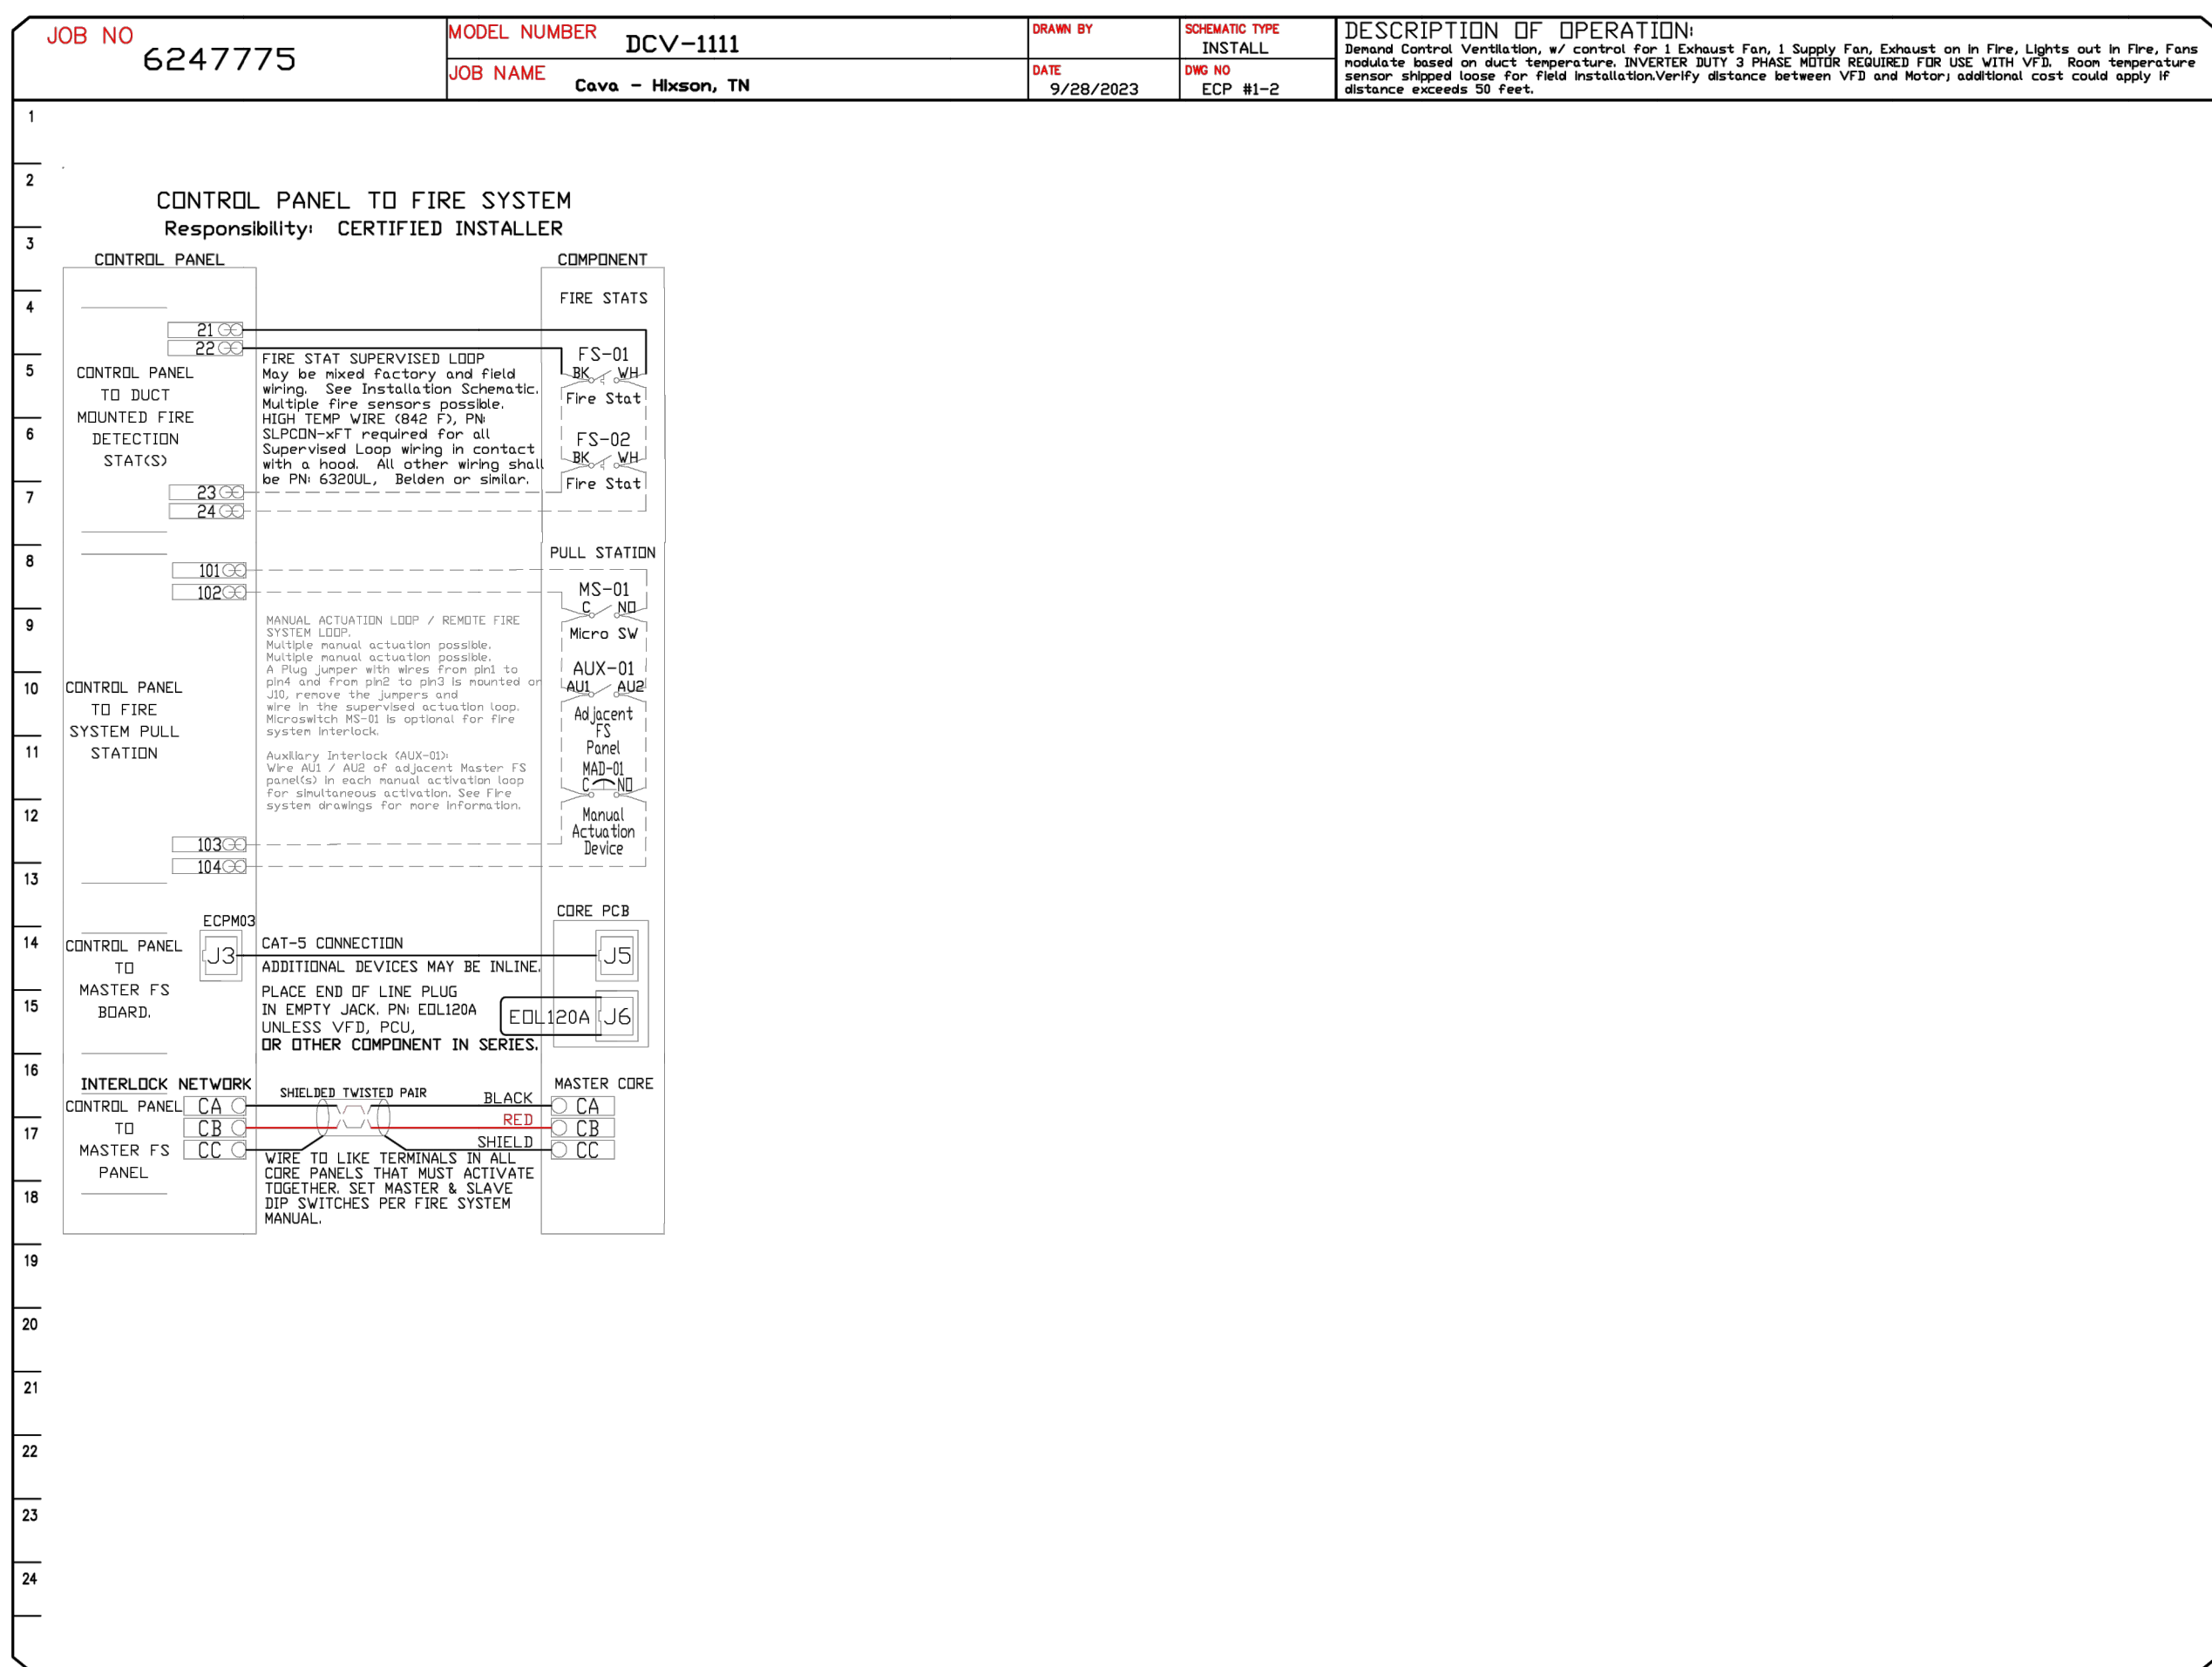 JOB NO
6247775
MODEL NUMBER
DCV-1111
JOB NAME
Cava - Hixson, TN
DRAWN BY
DATE
9/28/2023
SCHEMATIC TYPE
INSTALL
DWG NO
ECP #1-2
DESCRIPTION OF OPERATION:
Demand Control Ventilation, w/ control for 1 Exhaust Fan, 1 Supply Fan, Exhaust on in Fire, Lights out in Fire, Fans
modulate based on duct temperature. INVERTER DUTY 3 PHASE MOTOR REQUIRED FOR USE WITH VFD.  Room temperature
sensor shipped loose for field installation.Verify distance between VFD and Motor; additional cost could apply if
distance exceeds 50 feet.
1
2
3
4
5
6
7
8
9
10
11
12
13
14
15
16
17
18
19
20
21
22
23
24
CONTROL PANEL TO FIRE SYSTEM
Responsibility: CERTIFIED INSTALLER
CONTROL PANEL
COMPONENT
FIRE STATS
21
22
CONTROL PANEL
TO DUCT
MOUNTED FIRE
DETECTION
STAT(S)
FIRE STAT SUPERVISED LOOP
May be mixed factory and field
wiring. See Installation Schematic.
Multiple fire sensors possible.
HIGH TEMP WIRE (842 F), PN:
SLPCON-xFT required for all
Supervised Loop wiring in contact
with a hood. All other wiring shall
be PN: 6320UL, Belden or similar.
FS-01
BK WH
Fire Stat
FS-02
BK WH
Fire Stat
23
24
PULL STATION
101
102
CONTROL PANEL
TO FIRE
SYSTEM PULL
STATION
MANUAL ACTUATION LOOP / REMOTE FIRE
SYSTEM LOOP.
Multiple manual actuation possible.
Multiple manual actuation possible.
A Plug jumper with wires from pin1 to
pin4 and from pin2 to pin3 is mounted on
J10, remove the jumpers and
wire in the supervised actuation loop.
Microswitch MS-01 is optional for fire
system interlock.
Auxiliary Interlock (AUX-01):
Wire AU1 / AU2 of adjacent Master FS
panel(s) in each manual activation loop
for simultaneous activation. See Fire
system drawings for more information.
MS-01
C NO
Micro SW
AUX-01
AU1 AU2
Adjacent
FS
Panel
MAD-01
C NO
Manual
Actuation
Device
103
104
ECPM03
CORE PCB
CONTROL PANEL
TO
MASTER FS
BOARD.
J3
CAT-5 CONNECTION
ADDITIONAL DEVICES MAY BE INLINE.
J5
PLACE END OF LINE PLUG
IN EMPTY JACK. PN: EOL120A
UNLESS VFD, PCU,
OR OTHER COMPONENT IN SERIES.
EOL120A
J6
INTERLOCK NETWORK
CONTROL PANEL
TO
MASTER FS
PANEL
CA
CB
CC
SHIELDED TWISTED PAIR
BLACK
RED
SHIELD
MASTER CORE
CA
CB
CC
WIRE TO LIKE TERMINALS IN ALL
CORE PANELS THAT MUST ACTIVATE
TOGETHER. SET MASTER & SLAVE
DIP SWITCHES PER FIRE SYSTEM
MANUAL.